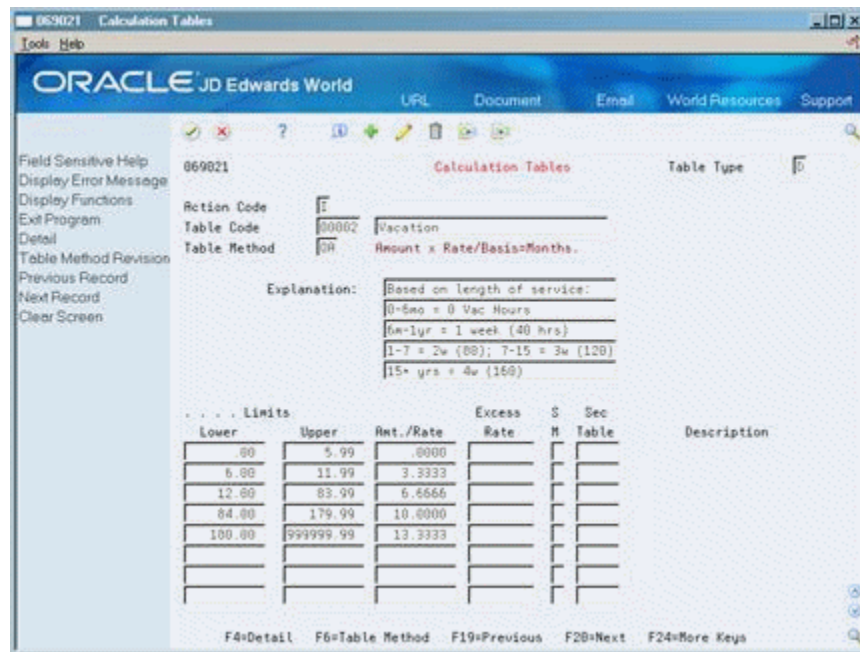 069021 Calculation Tables
Tools Help
ORACLE JD Edwards World
URL Document Email World Resources Support
Field Sensitive Help
Display Error Message
Display Functions
Exit Program
Detail
Table Method Revision
Previous Record
Next Record
Clear Screen
069021 Calculation Tables Table Type D
Action Code I
Table Code 00002 Vacation
Table Method OA Amount x Rate/Basis=Months.
Explanation: Based on length of service:
0-6mo = 0 Vac Hours
6m-1yr = 1 week (40 hrs)
1-7 = 2w (80); 7-15 = 3w (120)
15+ yrs = 4w (160)
. . . . Limits Excess S Sec
Lower Upper Amt./Rate Rate M Table Description
.00 5.99 .0000
6.00 11.99 3.3333
12.00 83.99 6.6666
84.00 179.99 10.0000
180.00 999999.99 13.3333
F4=Detail F6=Table Method F19=Previous F20=Next F24=More Keys